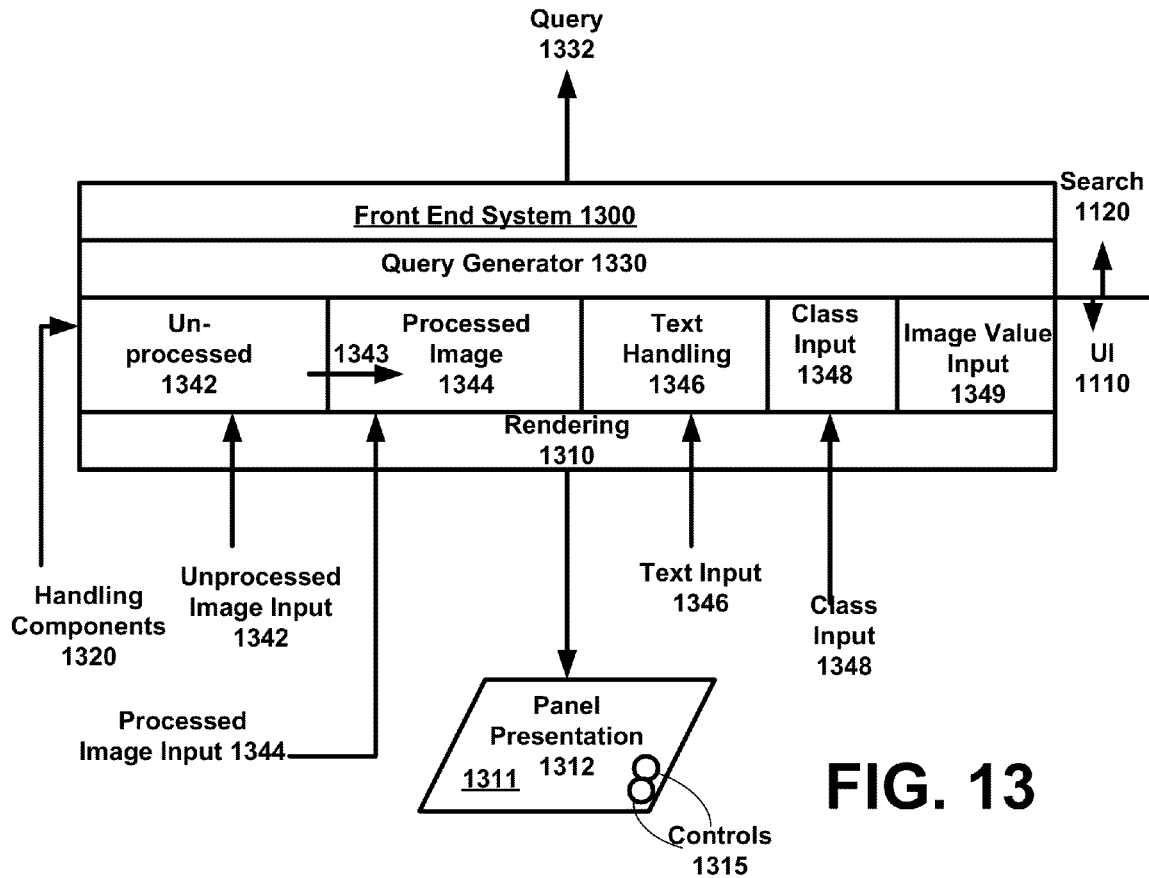 Query
1332
Search
1120
Front End System 1300
Query Generator 1330
Un-
processed
1342
1343
Processed
Image
1344
Text
Handling
1346
Class
Input
1348
Image Value
Input
1349
UI
1110
Rendering
1310
Handling
Components
1320
Unprocessed
Image Input
1342
Text Input
1346
Class
Input
1348
Processed
Image Input 1344
Panel
Presentation
1312
1311
Controls
1315
FIG. 13